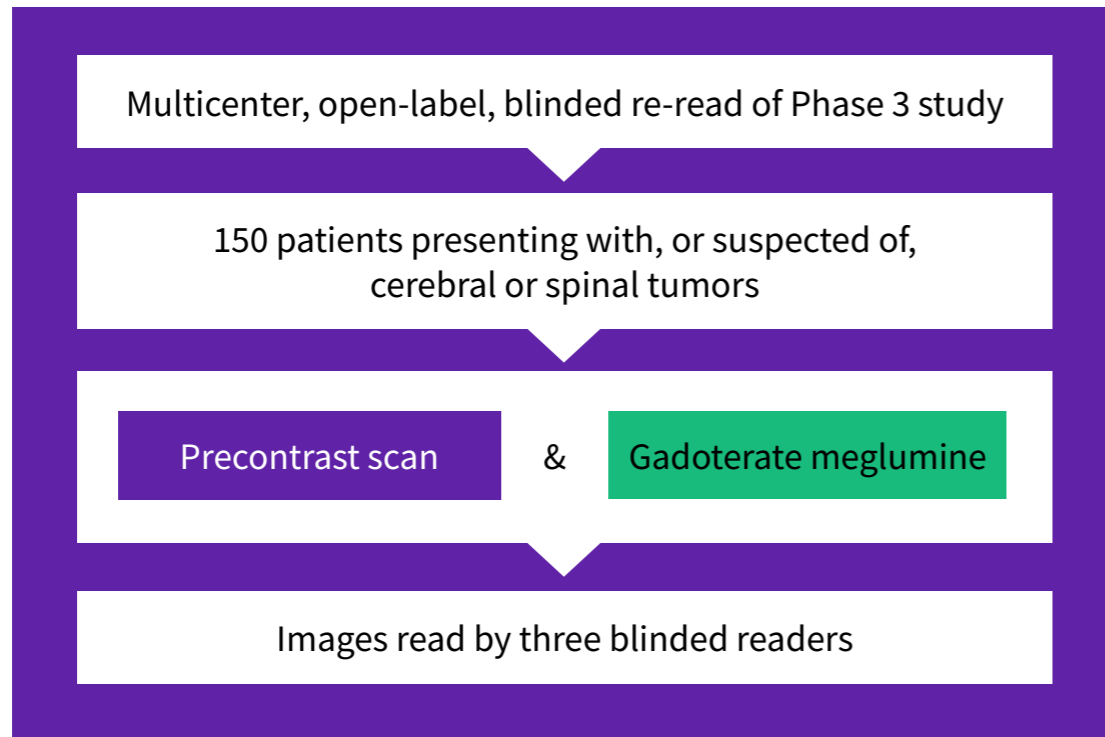 Multicenter, open-label, blinded re-read of Phase 3 study
150 patients presenting with, or suspected of,
cerebral or spinal tumors
Precontrast scan & Gadoterate meglumine
Images read by three blinded readers